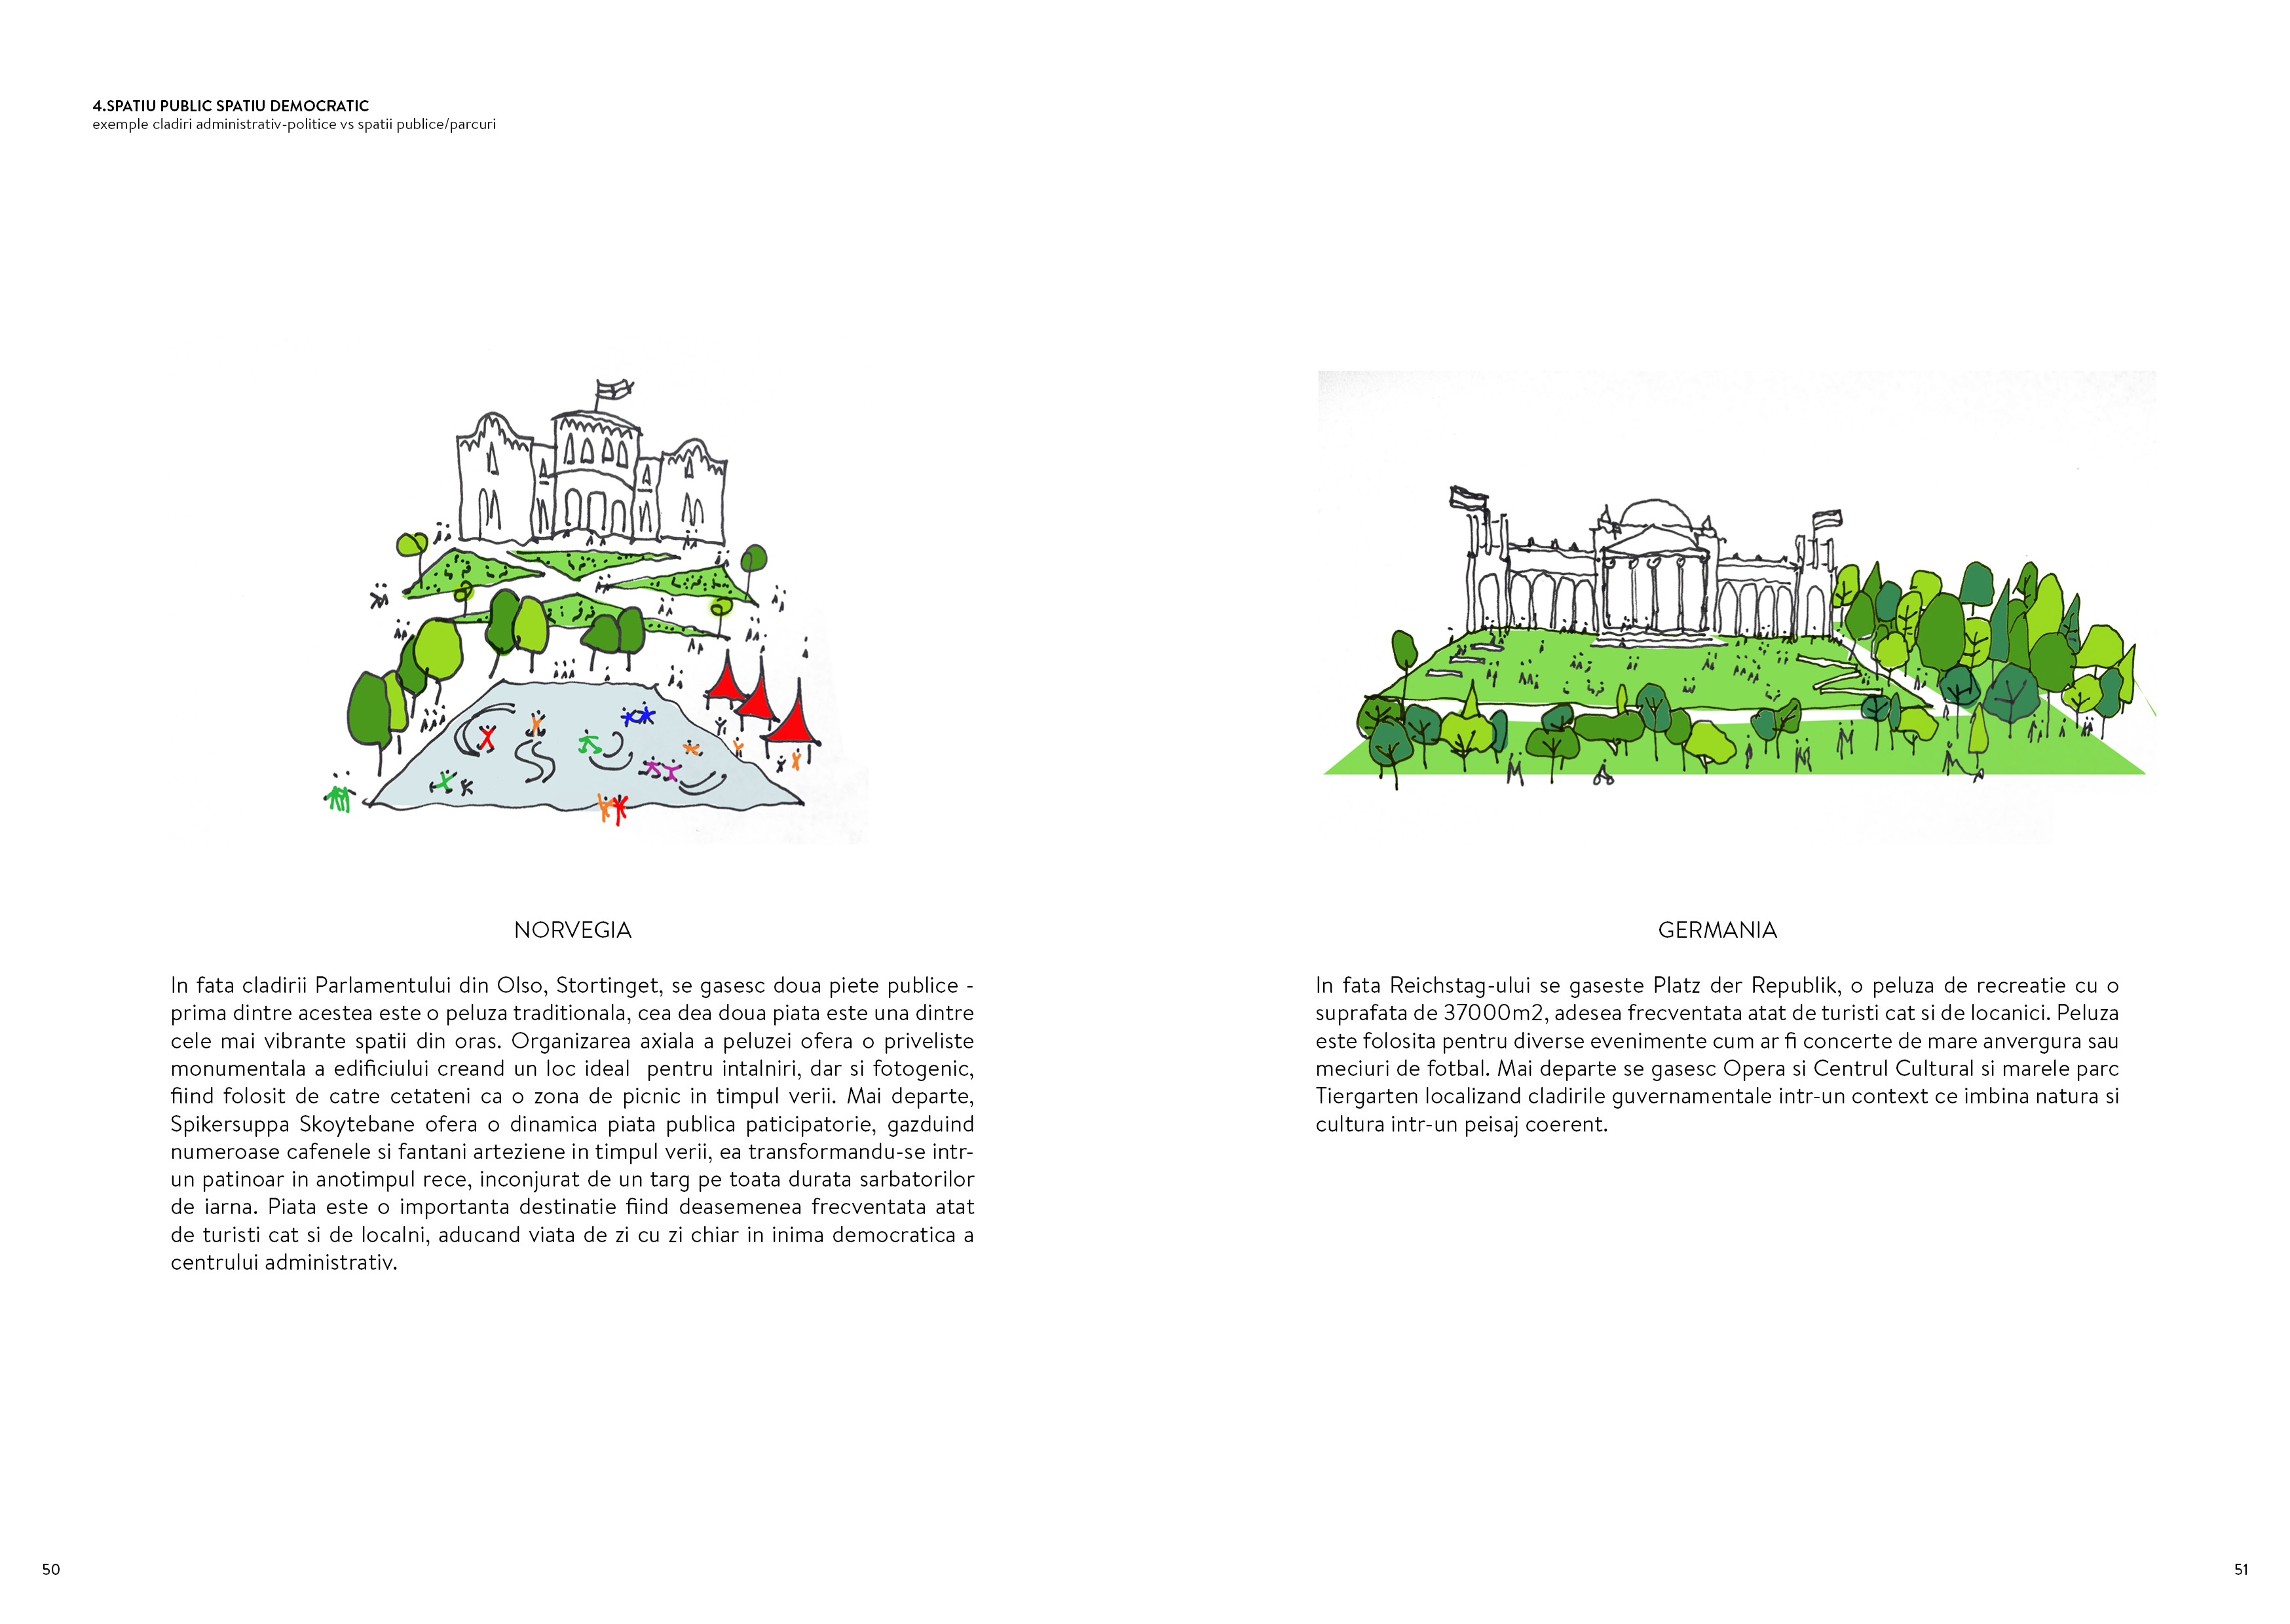 4.SPATIU PUBLIC SPATIU DEMOCRATIC
exemple cladiri administrativ-politice vs spatii publice/parcuri
NORVEGIA
In fata cladirii Parlamentului din Olso, Stortinget, se gasesc doua piete publice -
prima dintre acestea este o peluza traditionala, cea dea doua piata este una dintre
cele mai vibrante spatii din oras. Organizarea axiala a peluzei ofera o priveliste
monumentala a edificiului creand un loc ideal  pentru intalniri, dar si fotogenic,
fiind folosit de catre cetateni ca o zona de picnic in timpul verii. Mai departe,
Spikersuppa Skoytebane ofera o dinamica piata publica paticipatorie, gazduind
numeroase cafenele si fantani arteziene in timpul verii, ea transformandu-se intr-
un patinoar in anotimpul rece, inconjurat de un targ pe toata durata sarbatorilor
de iarna. Piata este o importanta destinatie fiind deasemenea frecventata atat
de turisti cat si de localni, aducand viata de zi cu zi chiar in inima democratica a
centrului administrativ.
GERMANIA
In fata Reichstag-ului se gaseste Platz der Republik, o peluza de recreatie cu o
suprafata de 37000m2, adesea frecventata atat de turisti cat si de locanici. Peluza
este folosita pentru diverse evenimente cum ar fi concerte de mare anvergura sau
meciuri de fotbal. Mai departe se gasesc Opera si Centrul Cultural si marele parc
Tiergarten localizand cladirile guvernamentale intr-un context ce imbina natura si
cultura intr-un peisaj coerent.
50
51